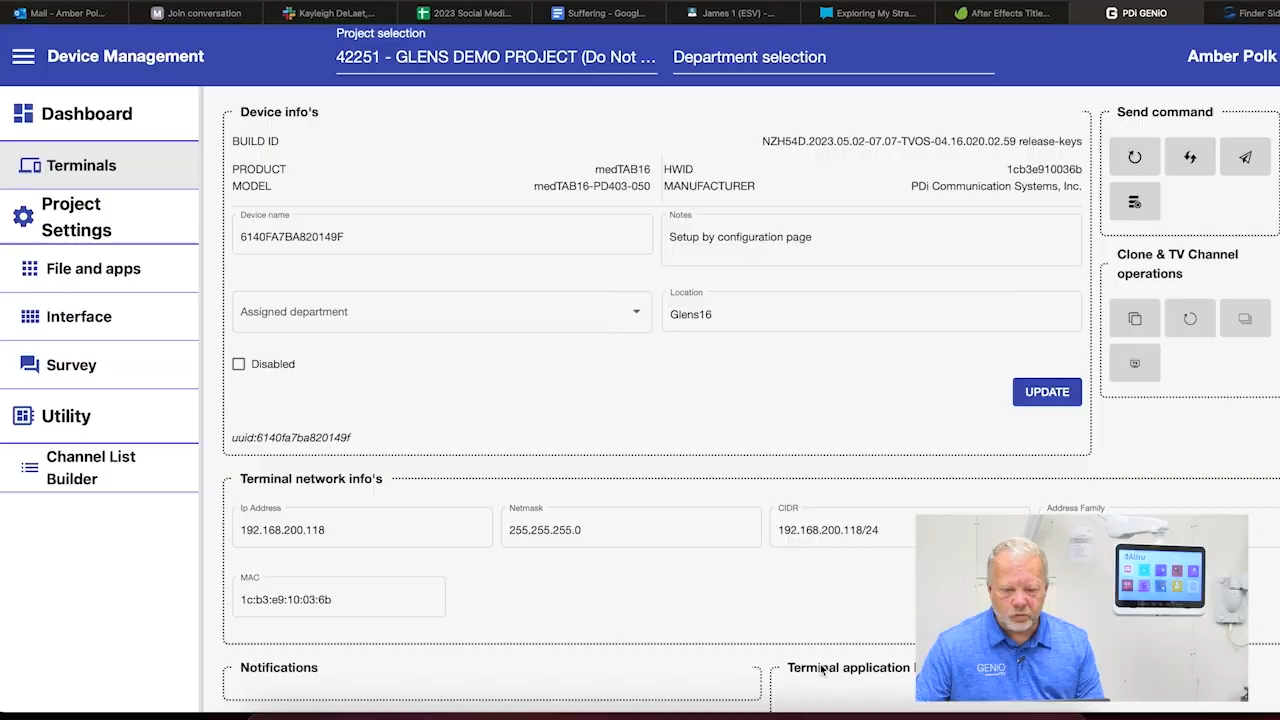 Mail - Amber Pol...
Join conversation
Kayleigh DeLaet,...
2023 Social Medi...
Suffering - Googl...
James 1 (ESV) -...
Exploring My Stra...
After Effects Title...
PDi GENIO
Finder Sid
Device Management
Project selection
42251 - GLENS DEMO PROJECT (Do Not ...
Department selection
Amber Polk
Dashboard
Terminals
Project
Settings
File and apps
Interface
Survey
Utility
Channel List
Builder
Device info's
BUILD ID
NZH54D.2023.05.02-07.07-TVOS-04.16.020.02.59 release-keys
PRODUCT
medTAB16
HWID
1cb3e910036b
MODEL
medTAB16-PD403-050
MANUFACTURER
PDi Communication Systems, Inc.
Device name
6140FA7BA820149F
Notes
Setup by configuration page
Assigned department
Location
Glens16
Disabled
UPDATE
uuid:6140fa7ba820149f
Send command
Clone & TV Channel
operations
Terminal network info's
Ip Address
192.168.200.118
Netmask
255.255.255.0
CIDR
192.168.200.118/24
Address Family
MAC
1c:b3:e9:10:03:6b
Notifications
Terminal application
Allru
GENiO